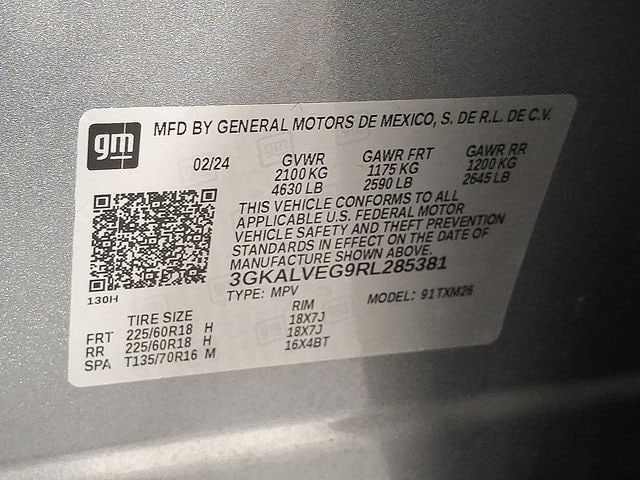 gm
MFD BY GENERAL MOTORS DE MEXICO, S. DE R.L. DE C.V.
02/24 GVWR GAWR FRT GAWR RR
2100 KG 1175 KG 1200 KG
4630 LB 2590 LB 2645 LB
THIS VEHICLE CONFORMS TO ALL
APPLICABLE U.S. FEDERAL MOTOR
VEHICLE SAFETY AND THEFT PREVENTION
STANDARDS IN EFFECT ON THE DATE OF
MANUFACTURE SHOWN ABOVE.
3GKALVEG9RL285381
130H
TYPE: MPV MODEL: 91TXM26
TIRE SIZE RIM
FRT 225/60R18 H 18X7J
RR 225/60R18 H 18X7J
SPA T135/70R16 M 16X4BT